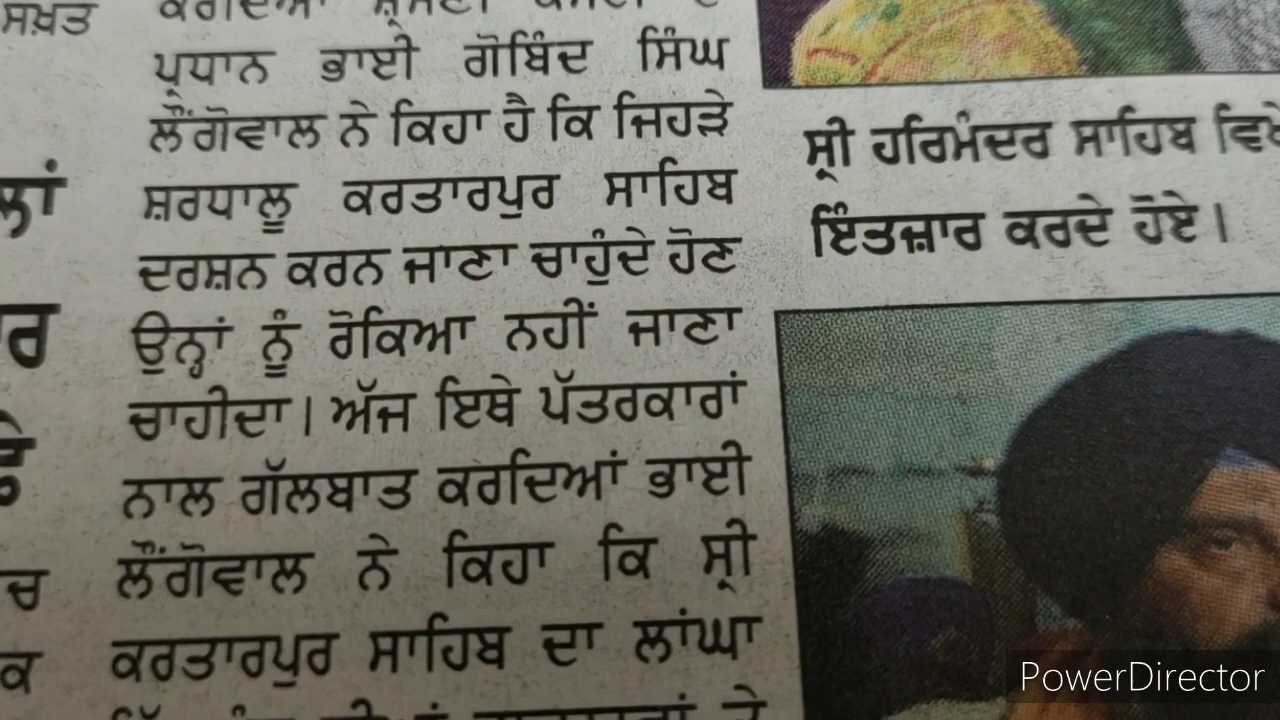 ਸਖ਼ਤ
ਪ੍ਰਧਾਨ ਭਾਈ ਗੋਬਿੰਦ ਸਿੰਘ
ਲੌਂਗੋਵਾਲ ਨੇ ਕਿਹਾ ਹੈ ਕਿ ਜਿਹੜੇ
ਸ਼ਰਧਾਲੂ ਕਰਤਾਰਪੁਰ ਸਾਹਿਬ
ਦਰਸ਼ਨ ਕਰਨ ਜਾਣਾ ਚਾਹੁੰਦੇ ਹੋਣ
ਉਨ੍ਹਾਂ ਨੂੰ ਰੋਕਿਆ ਨਹੀਂ ਜਾਣਾ
ਚਾਹੀਦਾ। ਅੱਜ ਇਥੇ ਪੱਤਰਕਾਰਾਂ
ਨਾਲ ਗੱਲਬਾਤ ਕਰਦਿਆਂ ਭਾਈ
ਲੌਂਗੋਵਾਲ ਨੇ ਕਿਹਾ ਕਿ ਸ੍ਰੀ
ਕਰਤਾਰਪੁਰ ਸਾਹਿਬ ਦਾ ਲਾਂਘਾ
ਸ੍ਰੀ ਹਰਿਮੰਦਰ ਸਾਹਿਬ ਵਿਖੇ
ਇੰਤਜ਼ਾਰ ਕਰਦੇ ਹੋਏ।
PowerDirector